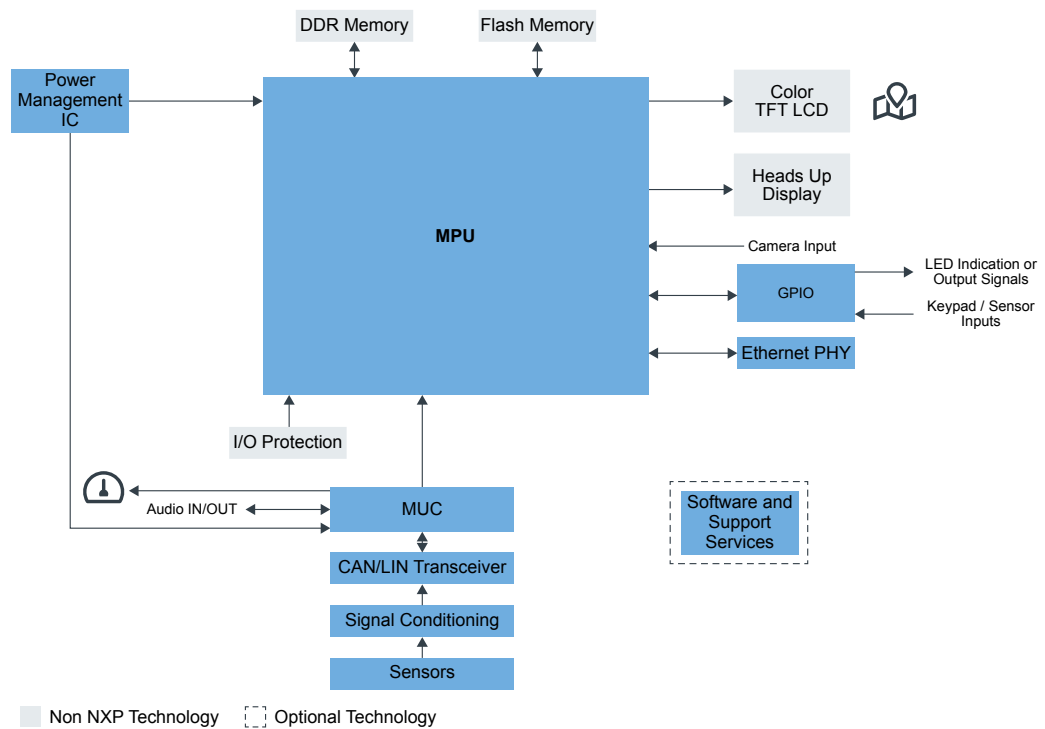 DDR Memory
Flash Memory
Power
Management
IC
Color
TFT LCD
Heads Up
Display
MPU
Camera Input
GPIO
LED Indication or
Output Signals
Keypad / Sensor
Inputs
Ethernet PHY
I/O Protection
Audio IN/OUT
MUC
Software and
Support
Services
CAN/LIN Transceiver
Signal Conditioning
Sensors
Non NXP Technology
Optional Technology